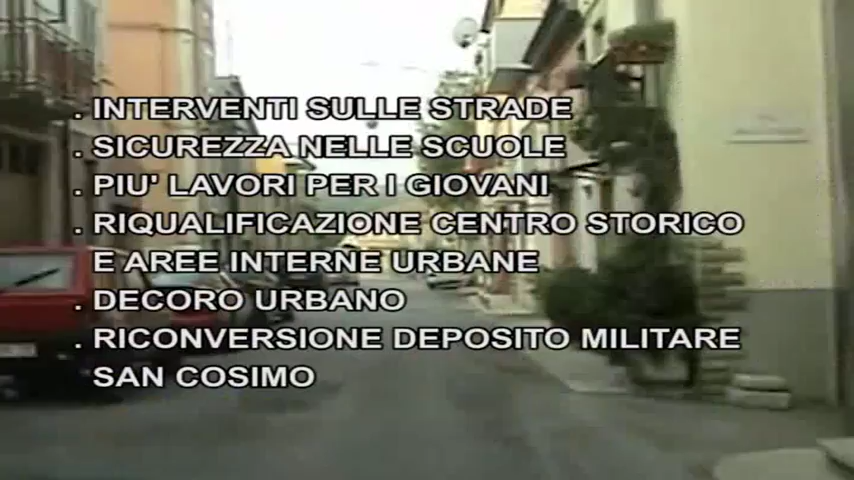 . INTERVENTI SULLE STRADE
. SICUREZZA NELLE SCUOLE
. PIU' LAVORI PER I GIOVANI
. RIQUALIFICAZIONE CENTRO STORICO
E AREE INTERNE URBANE
. DECORO URBANO
. RICONVERSIONE DEPOSITO MILITARE
SAN COSIMO